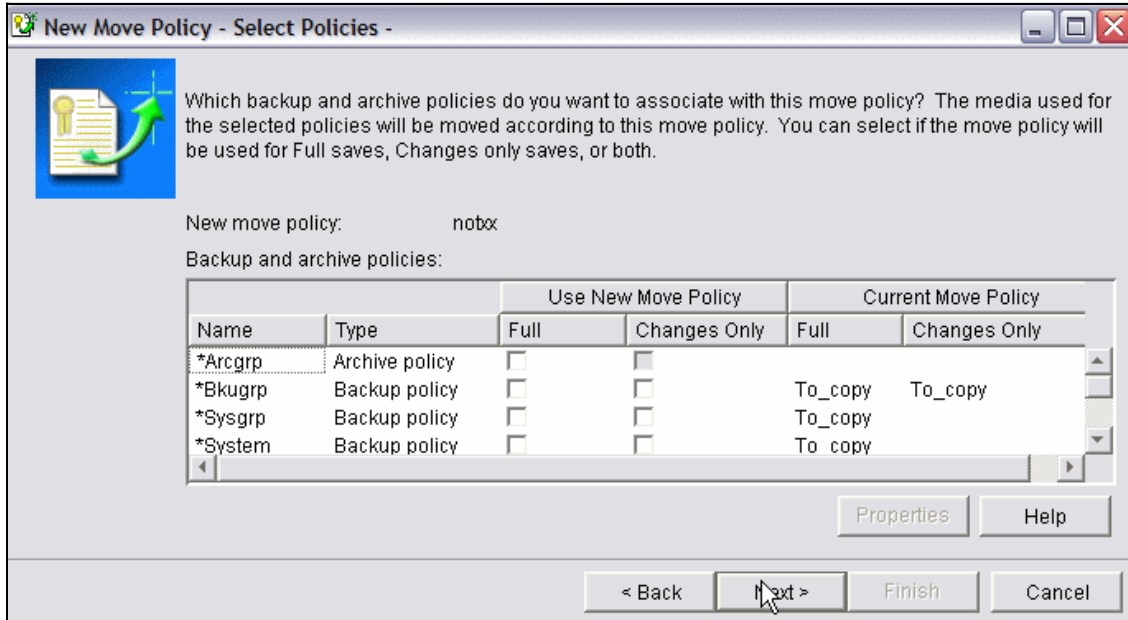 New Move Policy - Select Policies -
Which backup and archive policies do you want to associate with this move policy? The media used for
the selected policies will be moved according to this move policy. You can select if the move policy will
be used for Full saves, Changes only saves, or both.
New move policy: notxx
Backup and archive policies:
Use New Move Policy Current Move Policy
Name Type Full Changes Only Full Changes Only
*Arcgrp Archive policy
*Bkugrp Backup policy To_copy To_copy
*Sysgrp Backup policy To_copy
*System Backup policy To_copy
Properties Help
< Back Next > Finish Cancel